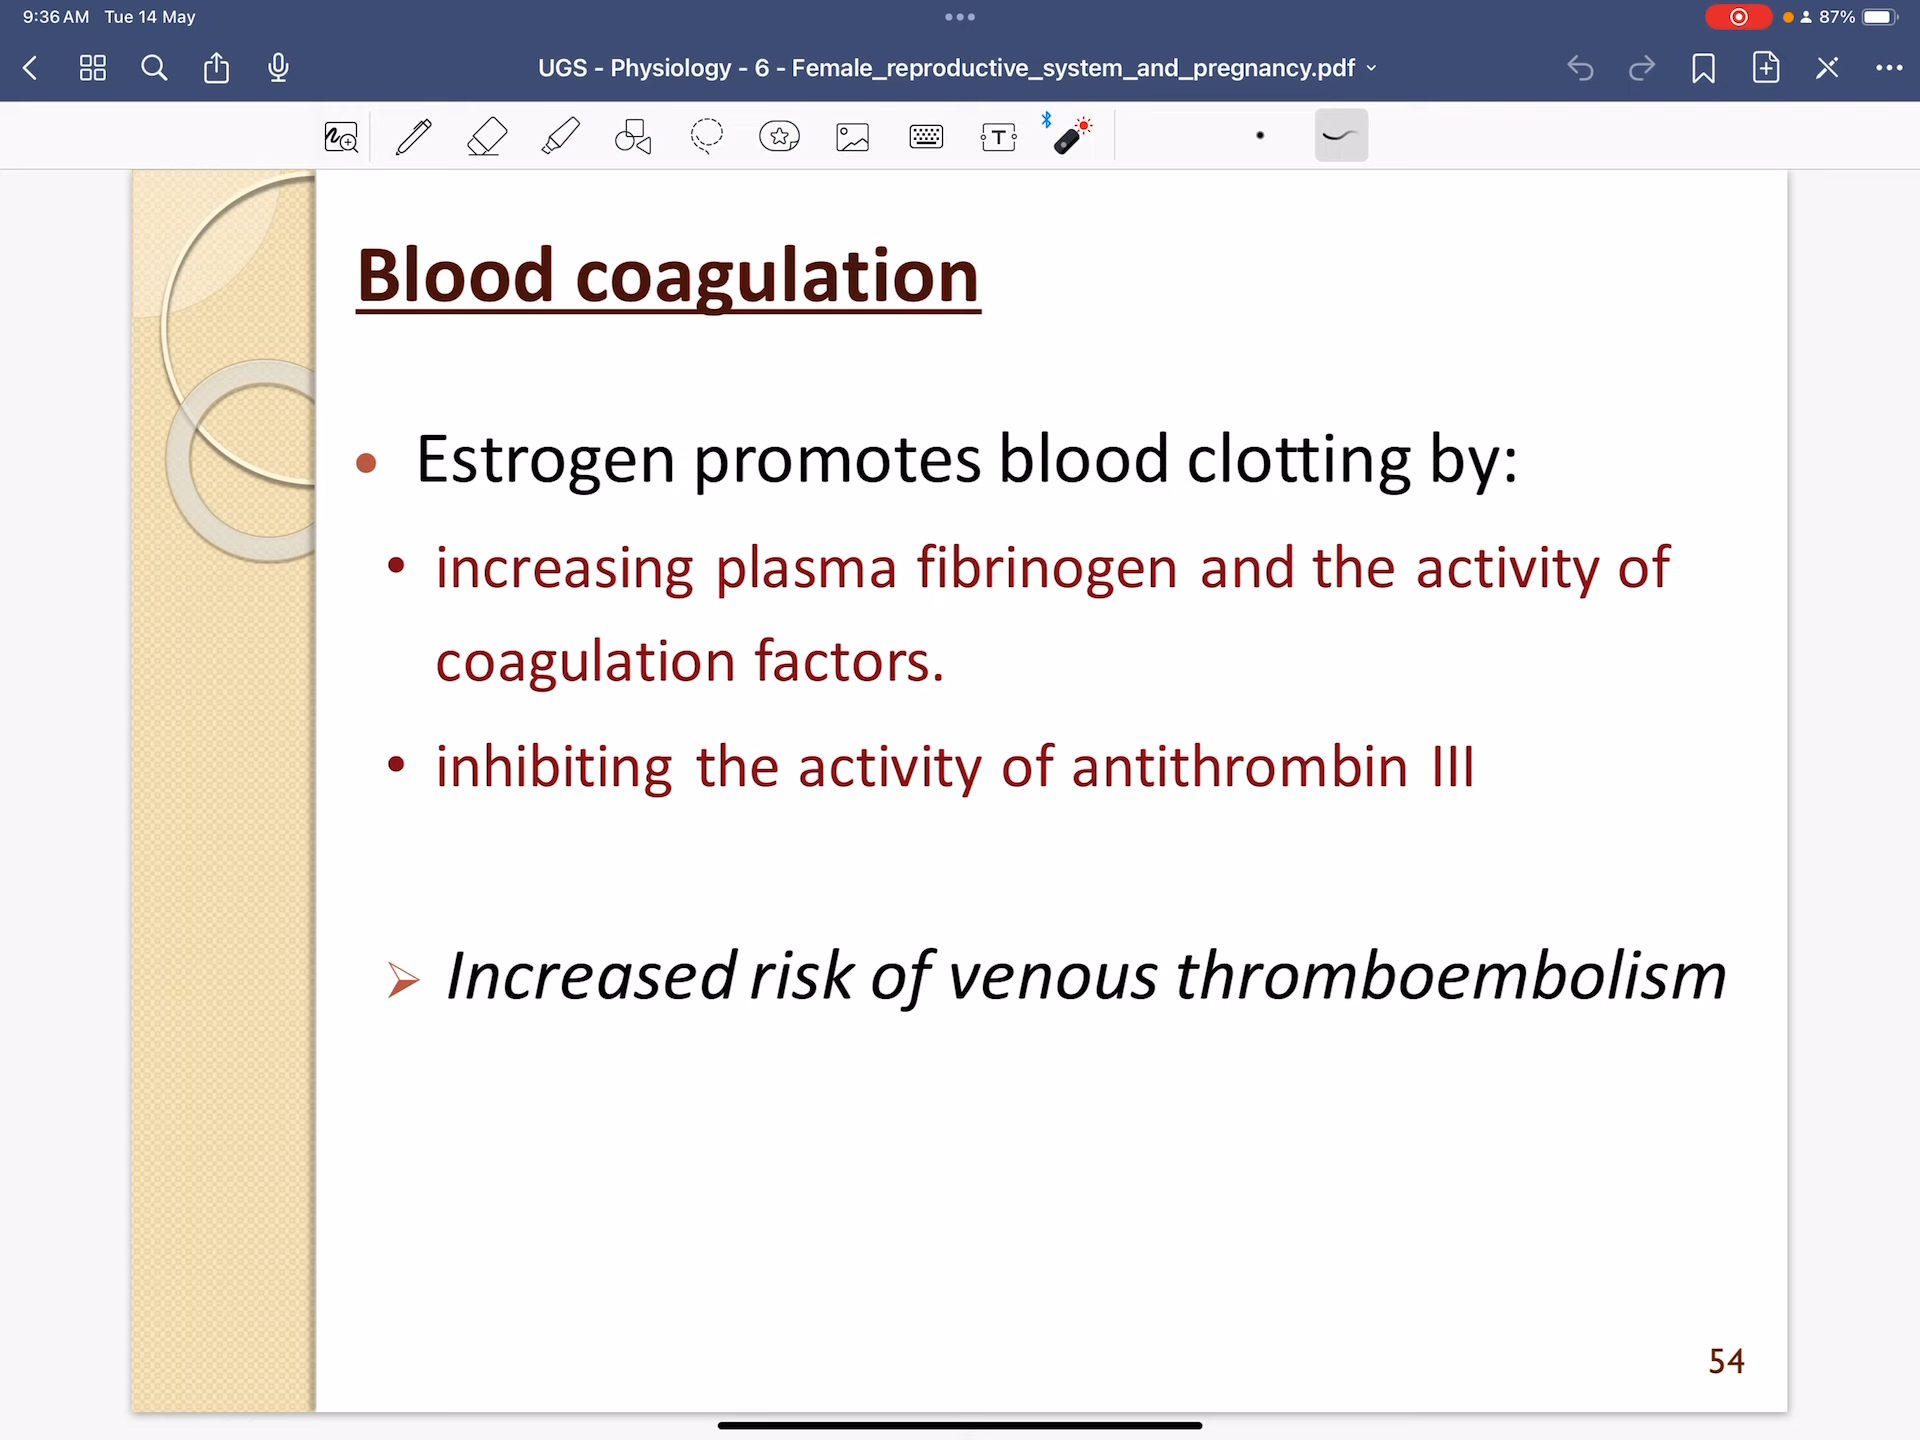 9:36 AM Tue 14 May
87%
UGS - Physiology - 6 - Female_reproductive_system_and_pregnancy.pdf
T
Blood coagulation
• Estrogen promotes blood clotting by:
• increasing plasma fibrinogen and the activity of
coagulation factors.
• inhibiting the activity of antithrombin III
➢ Increased risk of venous thromboembolism
54